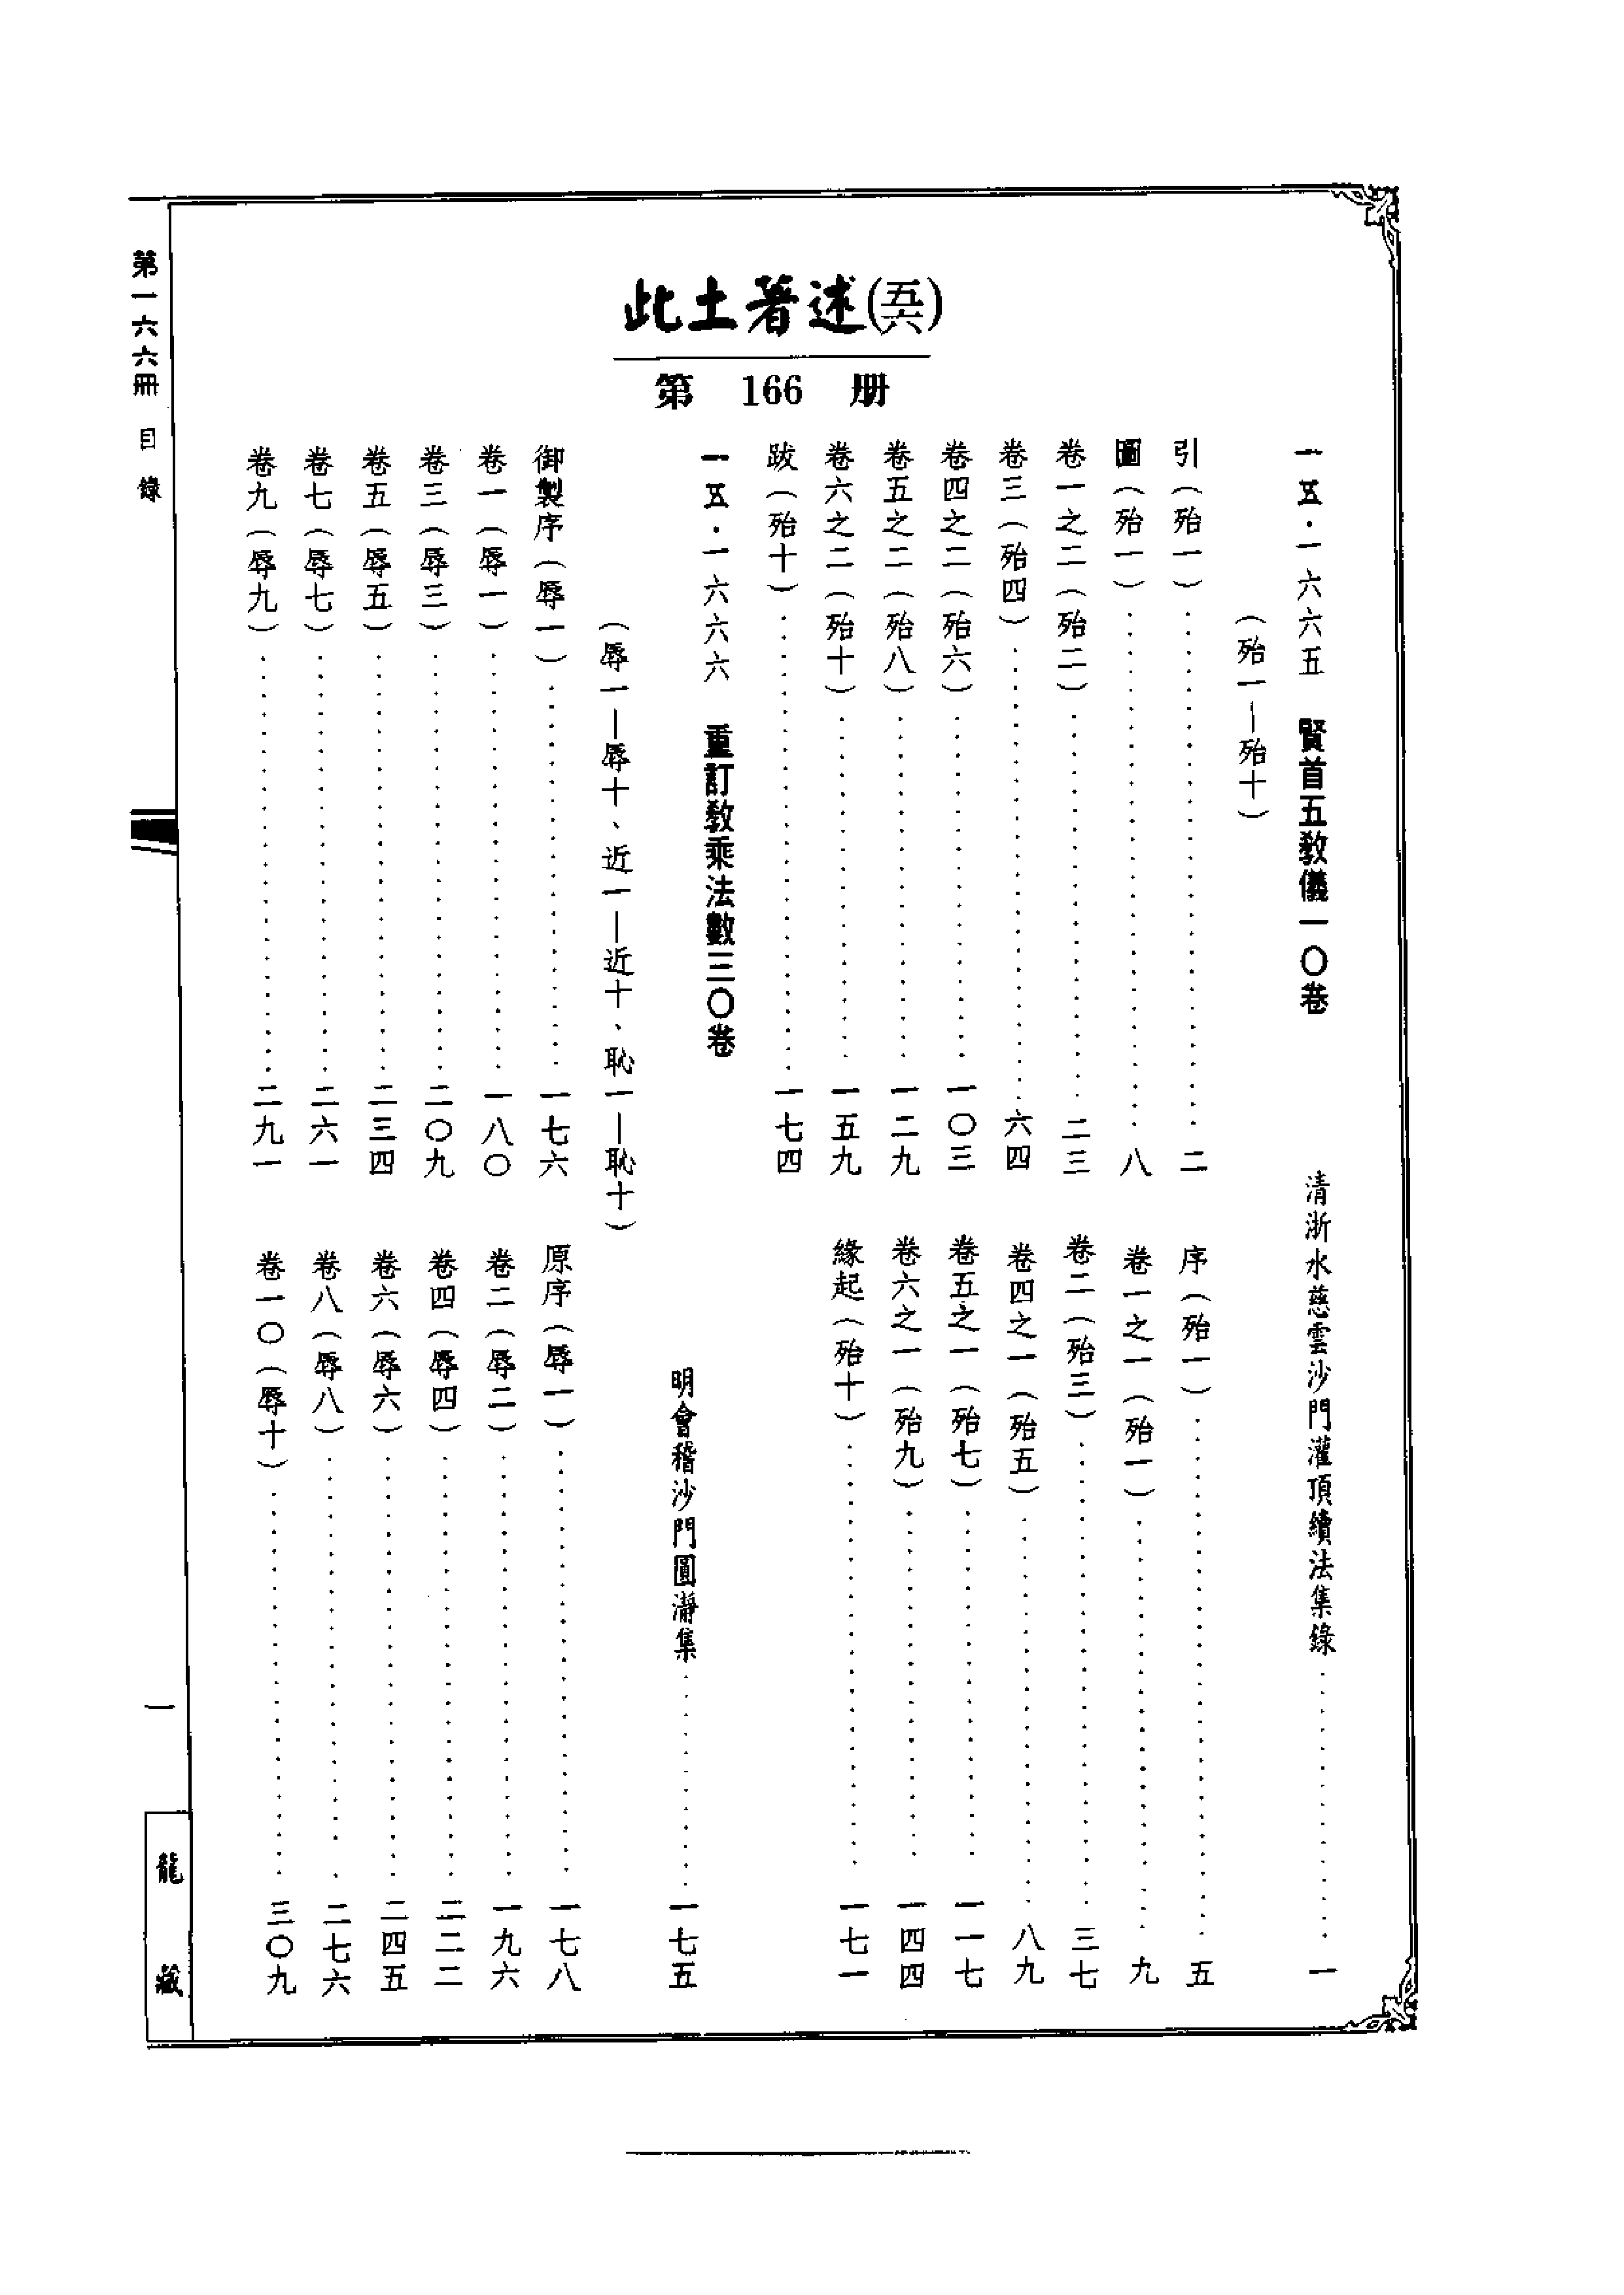 此土著述(五六)
第 166 册
一五·一六六五 賢首五教儀一〇卷 清浙水慈雲沙門灌頂續法集錄……一
(殆一—殆十)
引(殆一)……二 序(殆一)……五
圖(殆一)……八 卷一之一(殆一)……九
卷一之二(殆二)……二三 卷二(殆三)……三七
卷三(殆四)……六四 卷四之一(殆五)……八九
卷四之二(殆六)……一〇三 卷五之一(殆七)……一一七
卷五之二(殆八)……一二九 卷六之一(殆九)……一四四
卷六之二(殆十)……一五九 緣起(殆十)……一七一
跋(殆十)……一七四
一五·一六六六 重訂教乘法數三〇卷 明會稽沙門圓瀞集……一七五
(辱一—辱十、近一—近十、恥一—恥十)
御製序(辱一)……一七六 原序(辱一)……一七八
卷一(辱一)……一八〇 卷二(辱二)……一九六
卷三(辱三)……二〇九 卷四(辱四)……二二二
卷五(辱五)……二三四 卷六(辱六)……二四五
卷七(辱七)……二六一 卷八(辱八)……二七六
卷九(辱九)……二九一 卷一〇(辱十)……三〇九
第一六六冊 目錄
一
龍藏